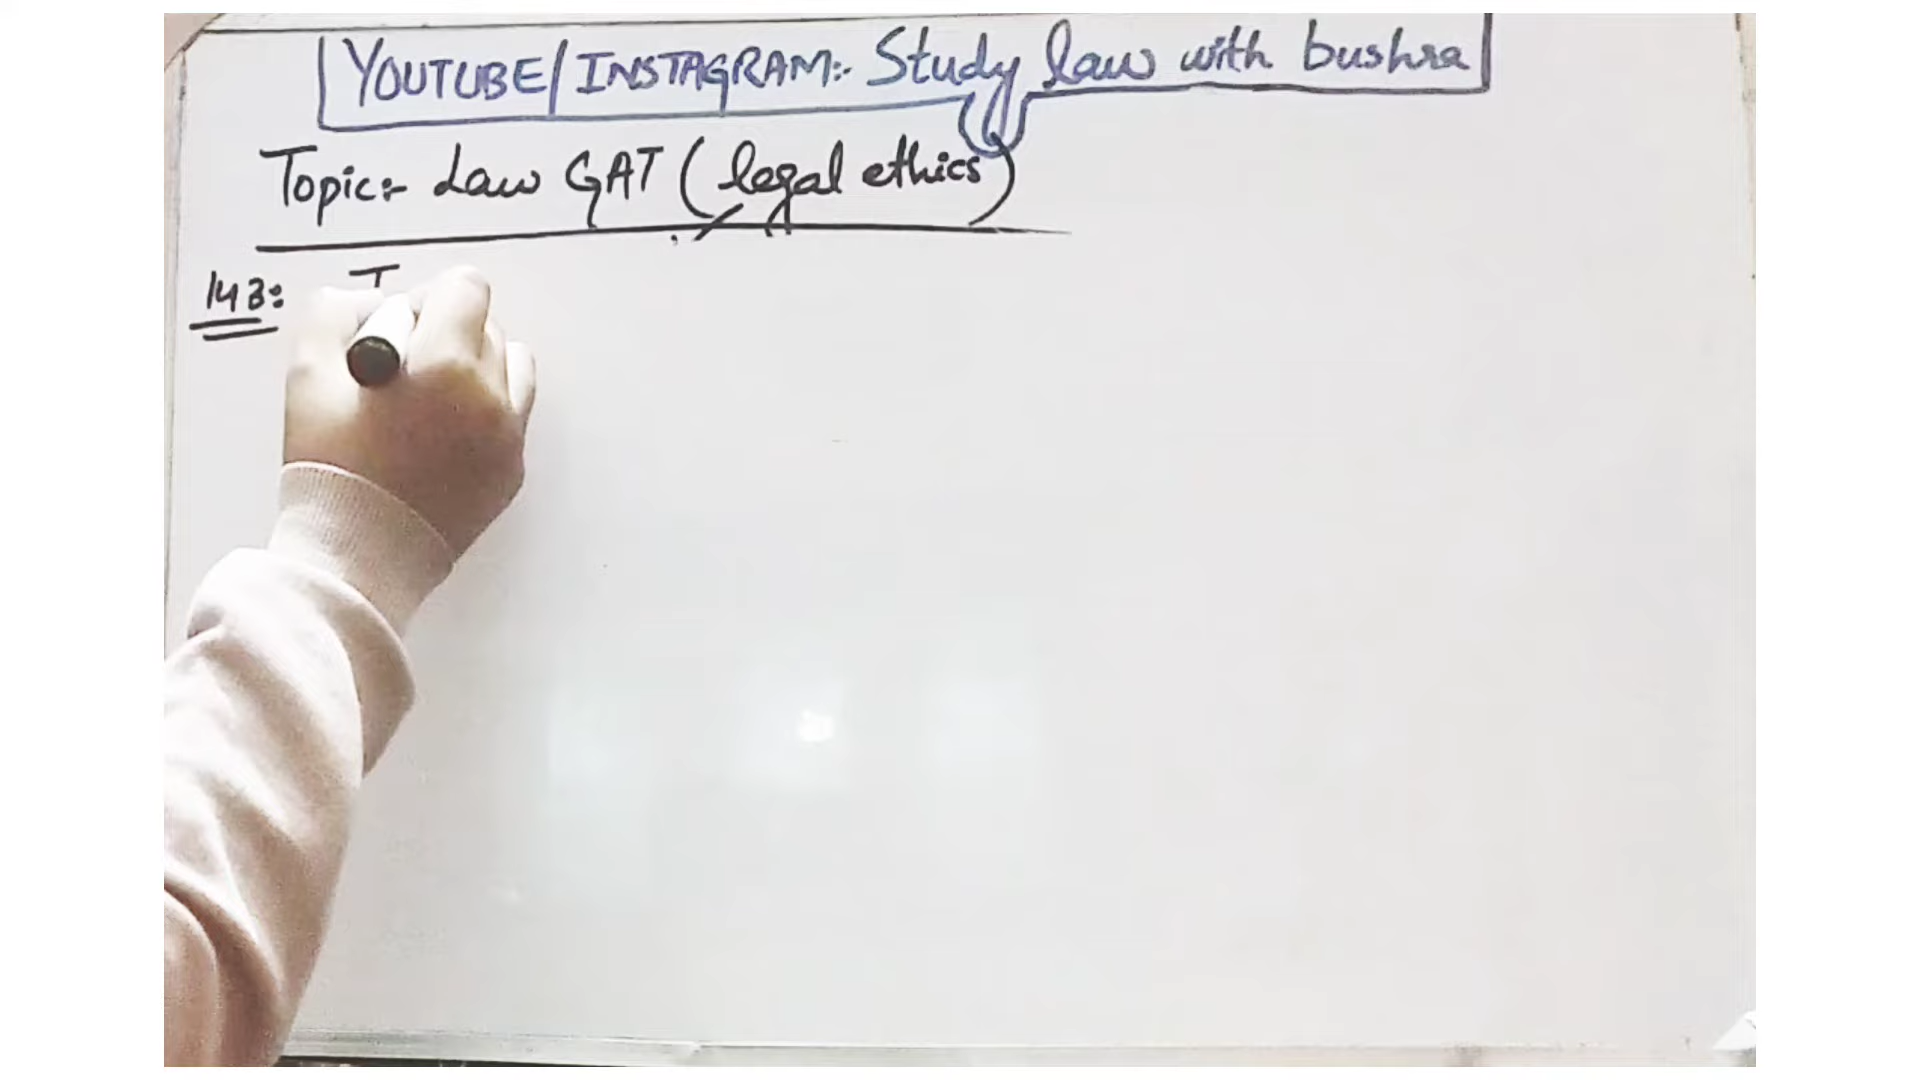 YOUTUBE/INSTAGRAM:- Study law with bushra
Topic:- Law GAT (legal ethics)
143: T